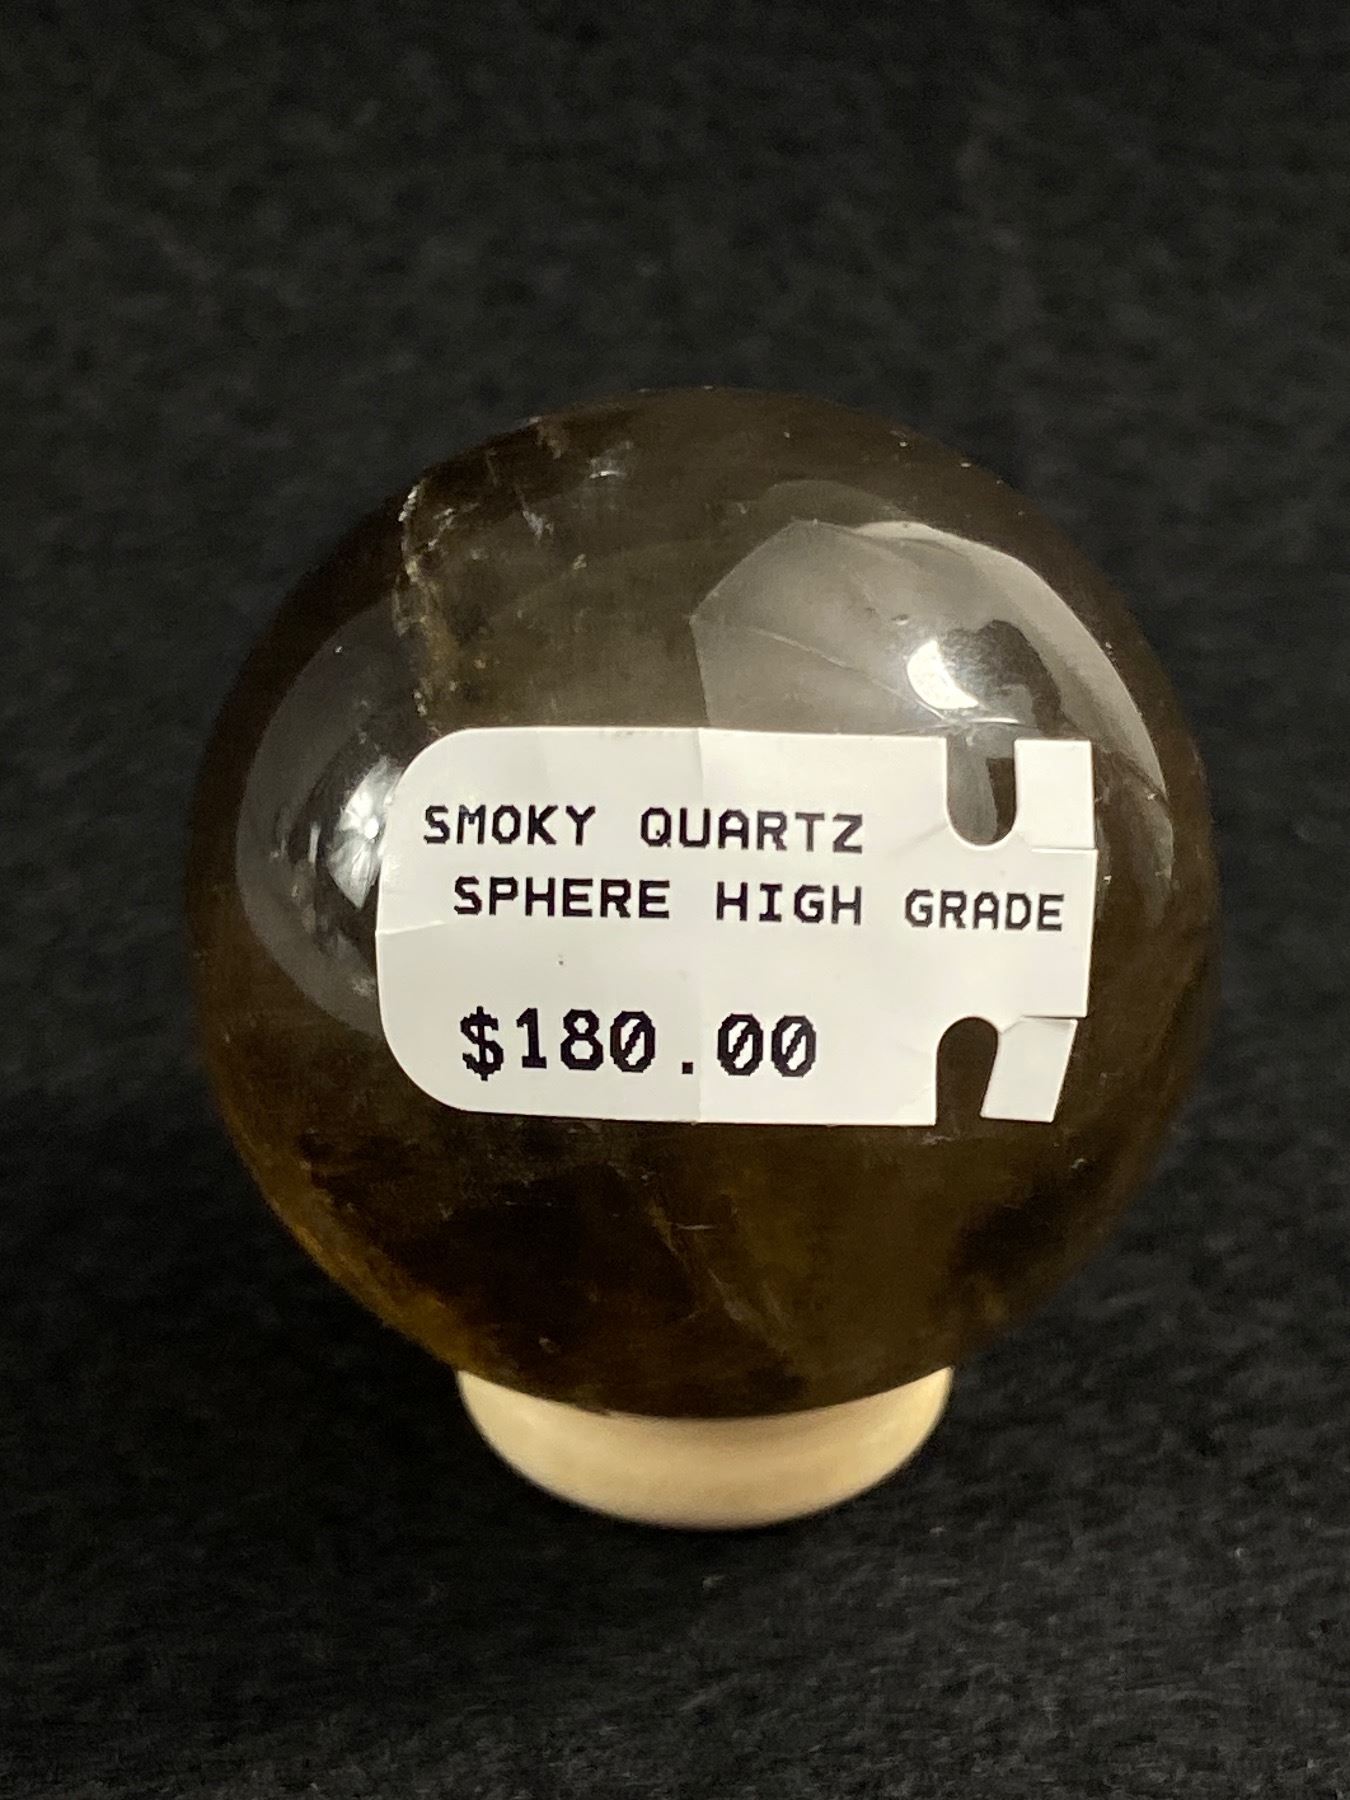 SMOKY QUARTZ
SPHERE HIGH GRADE
$180.00